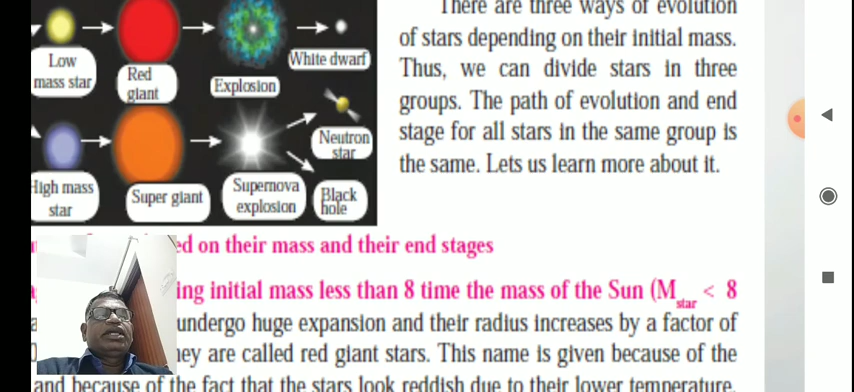 Low
mass star
Red
giant
Explosion
White dwarf
High mass
star
Super giant
Supernova
explosion
Neutron
star
Black
hole
There are three ways of evolution
of stars depending on their initial mass.
Thus, we can divide stars in three
groups. The path of evolution and end
stage for all stars in the same group is
the same. Lets us learn more about it.
on their mass and their end stages
initial mass less than 8 time the mass of the Sun (Mstar < 8
undergo huge expansion and their radius increases by a factor of
they are called red giant stars. This name is given because of the
and because of the fact that the stars look reddish due to their lower temperature.